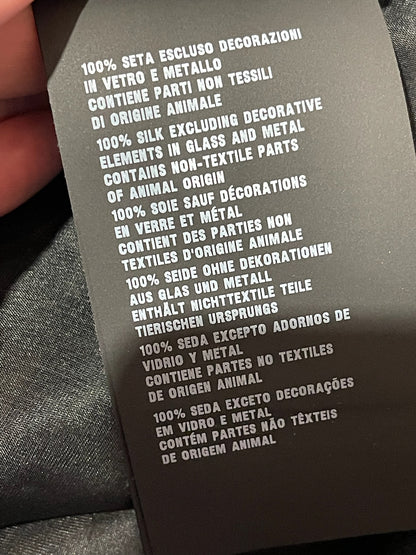 100% SETA ESCLUSO DECORAZIONI
IN VETRO E METALLO
CONTIENE PARTI NON TESSILI
DI ORIGINE ANIMALE
100% SILK EXCLUDING DECORATIVE
ELEMENTS IN GLASS AND METAL
CONTAINS NON-TEXTILE PARTS
OF ANIMAL ORIGIN
100% SOIE SAUF DÉCORATIONS
EN VERRE ET MÉTAL
CONTIENT DES PARTIES NON
TEXTILES D'ORIGINE ANIMALE
100% SEIDE OHNE DEKORATIONEN
AUS GLAS UND METALL
ENTHÄLT NICHTTEXTILE TEILE
TIERISCHEN URSPRUNGS
100% SEDA EXCEPTO ADORNOS DE
VIDRIO Y METAL
CONTIENE PARTES NO TEXTILES
DE ORIGEN ANIMAL
100% SEDA EXCETO DECORAÇÕES
EM VIDRO E METAL
CONTÉM PARTES NÃO TÊXTEIS
DE ORIGEM ANIMAL